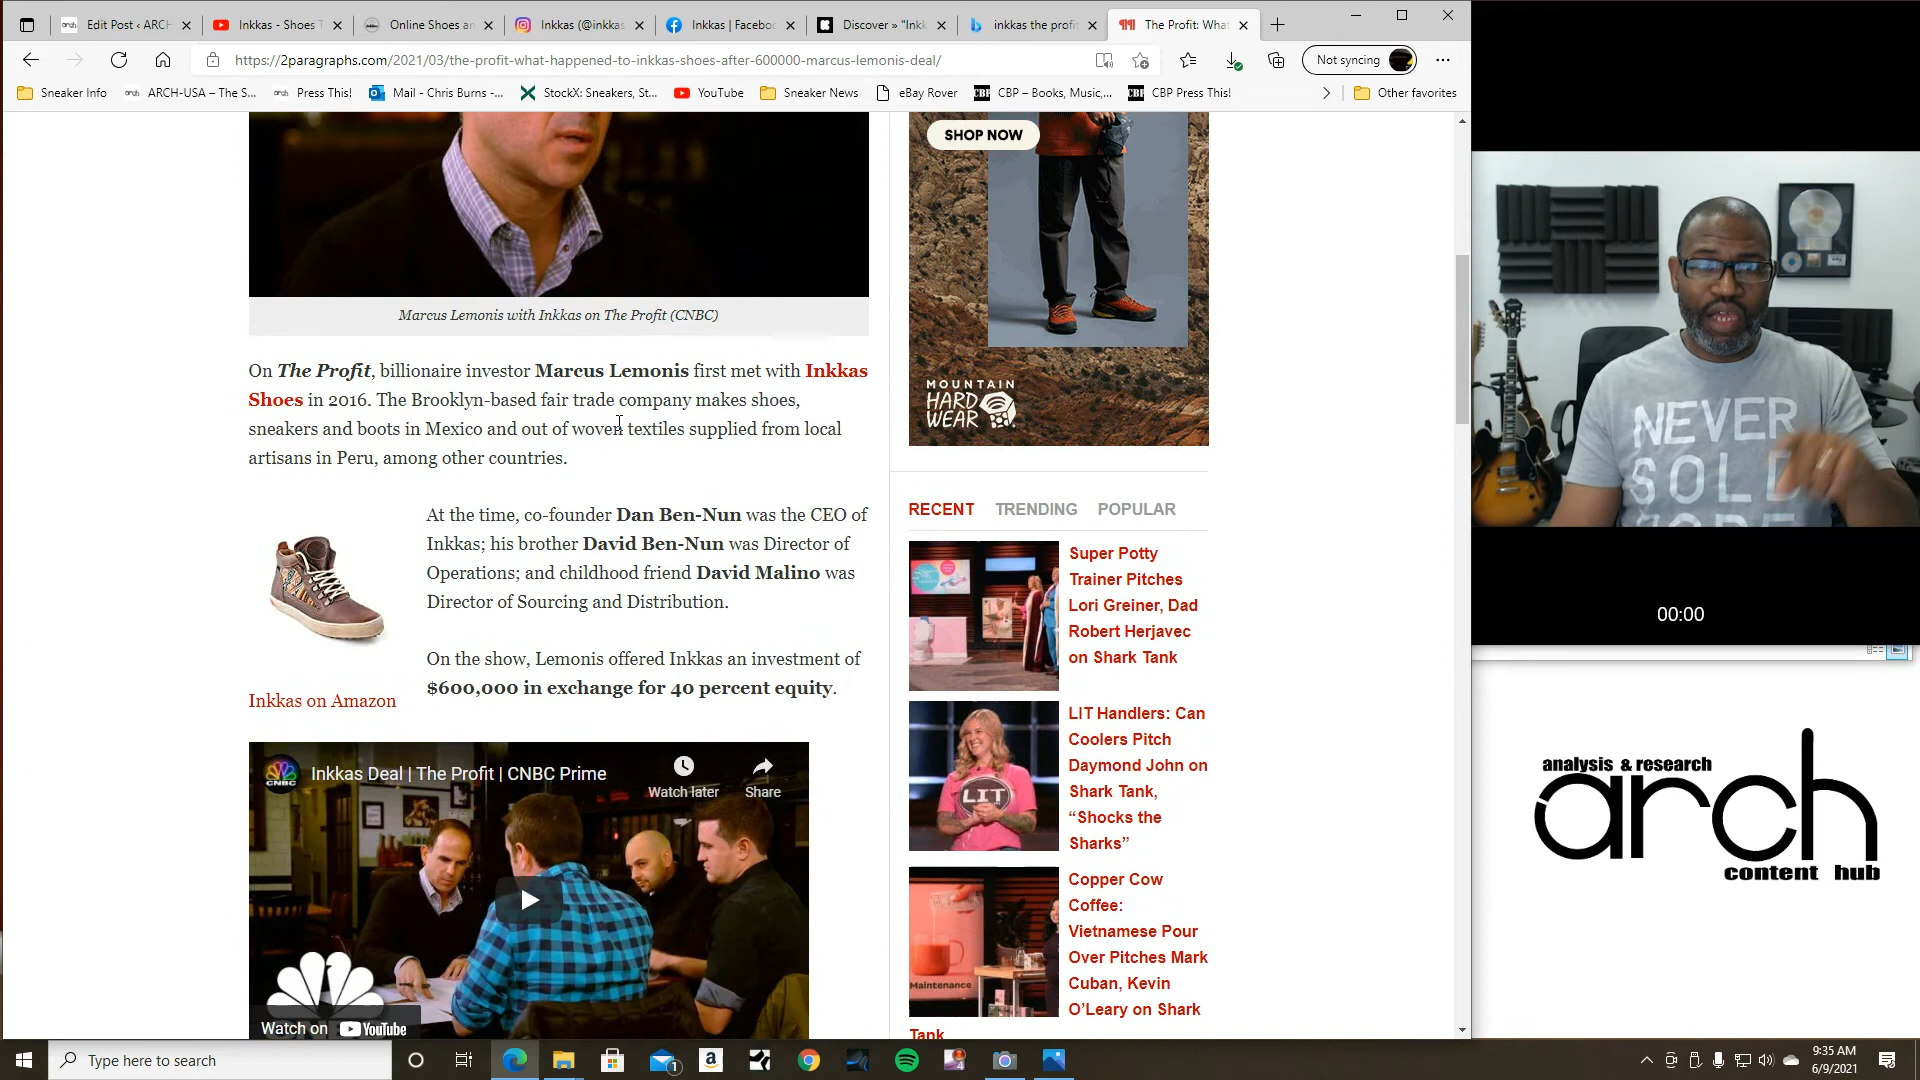 Edit Post ‹ ARCH
Inkkas - Shoes T
Online Shoes an
Inkkas (@inkkas
Inkkas | Faceboo
Discover » "Inkk
inkkas the profit
The Profit: What
https://2paragraphs.com/2021/03/the-profit-what-happened-to-inkkas-shoes-after-600000-marcus-lemonis-deal/
Not syncing
Sneaker Info
ARCH-USA – The S...
Press This!
Mail - Chris Burns -...
StockX: Sneakers, St...
YouTube
Sneaker News
eBay Rover
CBP – Books, Music,...
CBP Press This!
Other favorites
Marcus Lemonis with Inkkas on The Profit (CNBC)
On The Profit, billionaire investor Marcus Lemonis first met with Inkkas
Shoes in 2016. The Brooklyn-based fair trade company makes shoes,
sneakers and boots in Mexico and out of woven textiles supplied from local
artisans in Peru, among other countries.
At the time, co-founder Dan Ben-Nun was the CEO of
Inkkas; his brother David Ben-Nun was Director of
Operations; and childhood friend David Malino was
Director of Sourcing and Distribution.
On the show, Lemonis offered Inkkas an investment of
$600,000 in exchange for 40 percent equity.
Inkkas on Amazon
CNBC
Inkkas Deal | The Profit | CNBC Prime
Watch later
Share
Watch on YouTube
SHOP NOW
MOUNTAIN
HARD
WEAR
RECENT
TRENDING
POPULAR
Super Potty
Trainer Pitches
Lori Greiner, Dad
Robert Herjavec
on Shark Tank
LIT
LIT Handlers: Can
Coolers Pitch
Daymond John on
Shark Tank,
“Shocks the
Sharks”
Maintenance
Copper Cow
Coffee:
Vietnamese Pour
Over Pitches Mark
Cuban, Kevin
O’Leary on Shark
Tank
NEVER
SOLD
00:00
analysis & research
arch
content hub
Type here to search
1
9:35 AM
6/9/2021